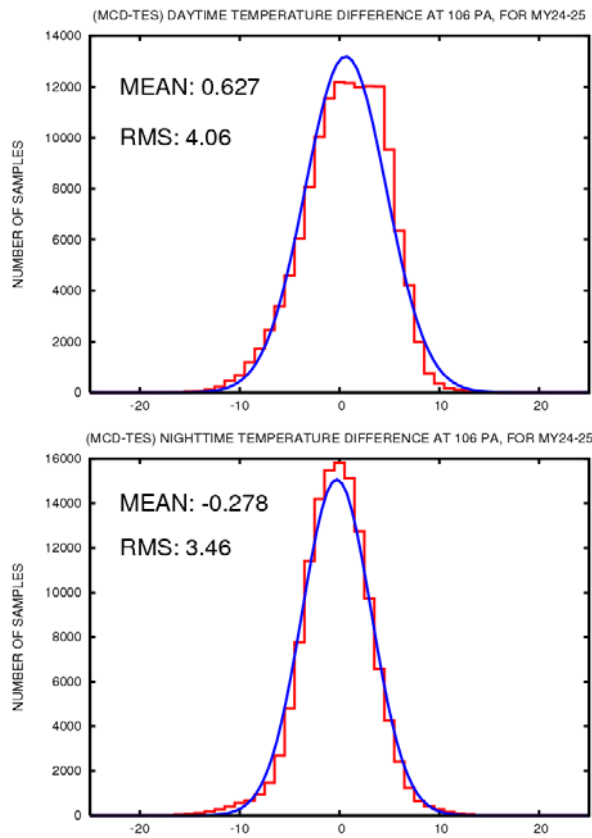 (MCD-TES) DAYTIME TEMPERATURE DIFFERENCE AT 106 PA, FOR MY24-25
14000
12000
10000
8000
6000
4000
2000
0
NUMBER OF SAMPLES
MEAN: 0.627
RMS: 4.06
-20 -10 0 10 20
(MCD-TES) NIGHTTIME TEMPERATURE DIFFERENCE AT 106 PA, FOR MY24-25
16000
14000
12000
10000
8000
6000
4000
2000
0
NUMBER OF SAMPLES
MEAN: -0.278
RMS: 3.46
-20 -10 0 10 20